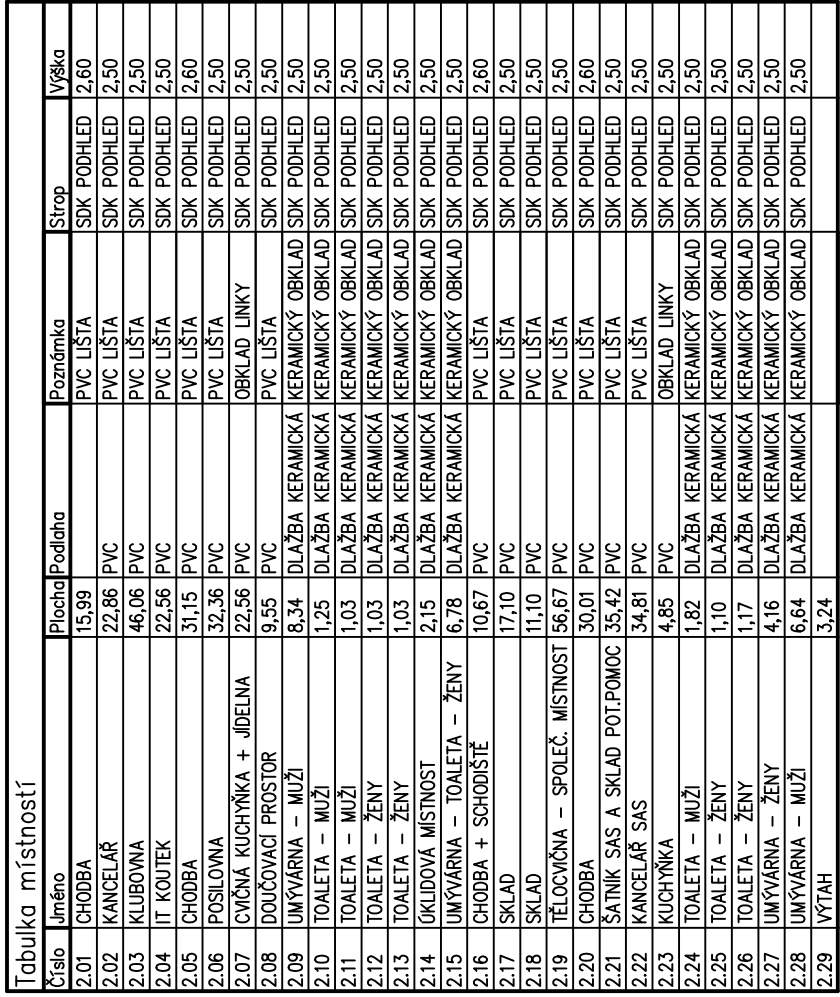 Tabulka místností
Číslo Jméno Plocha Podlaha Poznámka Strop Výška
2.01 CHODBA 15,99 PVC LIŠTA SDK PODHLED 2,60
2.02 KANCELÁŘ 22,86 PVC PVC LIŠTA SDK PODHLED 2,50
2.03 KLUBOVNA 46,06 PVC PVC LIŠTA SDK PODHLED 2,50
2.04 IT KOUTEK 22,56 PVC PVC LIŠTA SDK PODHLED 2,50
2.05 CHODBA 31,15 PVC PVC LIŠTA SDK PODHLED 2,60
2.06 POSILOVNA 32,36 PVC PVC LIŠTA SDK PODHLED 2,50
2.07 CVIČNÁ KUCHYŇKA + JÍDELNA 22,56 PVC OBKLAD LINKY SDK PODHLED 2,50
2.08 DOUČOVACÍ PROSTOR 9,55 PVC PVC LIŠTA SDK PODHLED 2,50
2.09 UMÝVÁRNA - MUŽI 8,34 DLAŽBA KERAMICKÁ KERAMICKÝ OBKLAD SDK PODHLED 2,50
2.10 TOALETA - MUŽI 1,25 DLAŽBA KERAMICKÁ KERAMICKÝ OBKLAD SDK PODHLED 2,50
2.11 TOALETA - MUŽI 1,03 DLAŽBA KERAMICKÁ KERAMICKÝ OBKLAD SDK PODHLED 2,50
2.12 TOALETA - ŽENY 1,03 DLAŽBA KERAMICKÁ KERAMICKÝ OBKLAD SDK PODHLED 2,50
2.13 TOALETA - ŽENY 1,03 DLAŽBA KERAMICKÁ KERAMICKÝ OBKLAD SDK PODHLED 2,50
2.14 ÚKLIDOVÁ MÍSTNOST 2,15 DLAŽBA KERAMICKÁ KERAMICKÝ OBKLAD SDK PODHLED 2,50
2.15 UMÝVÁRNA - TOALETA - ŽENY 6,78 DLAŽBA KERAMICKÁ KERAMICKÝ OBKLAD SDK PODHLED 2,50
2.16 CHODBA + SCHODIŠTĚ 10,67 PVC PVC LIŠTA SDK PODHLED 2,60
2.17 SKLAD 17,10 PVC PVC LIŠTA SDK PODHLED 2,50
2.18 SKLAD 11,10 PVC PVC LIŠTA SDK PODHLED 2,50
2.19 TĚLOCVIČNA - SPOLEČ. MÍSTNOST 56,67 PVC PVC LIŠTA SDK PODHLED 2,50
2.20 CHODBA 30,01 PVC PVC LIŠTA SDK PODHLED 2,60
2.21 ŠATNÍK SAS A SKLAD POT.POMOC 35,42 PVC PVC LIŠTA SDK PODHLED 2,50
2.22 KANCELÁŘ SAS 34,81 PVC PVC LIŠTA SDK PODHLED 2,50
2.23 KUCHYŇKA 4,85 PVC OBKLAD LINKY SDK PODHLED 2,50
2.24 TOALETA - MUŽI 1,82 DLAŽBA KERAMICKÁ KERAMICKÝ OBKLAD SDK PODHLED 2,50
2.25 TOALETA - ŽENY 1,10 DLAŽBA KERAMICKÁ KERAMICKÝ OBKLAD SDK PODHLED 2,50
2.26 TOALETA - ŽENY 1,17 DLAŽBA KERAMICKÁ KERAMICKÝ OBKLAD SDK PODHLED 2,50
2.27 UMÝVÁRNA - ŽENY 4,16 DLAŽBA KERAMICKÁ KERAMICKÝ OBKLAD SDK PODHLED 2,50
2.28 UMÝVÁRNA - MUŽI 6,64 DLAŽBA KERAMICKÁ KERAMICKÝ OBKLAD SDK PODHLED 2,50
2.29 VÝTAH 3,24